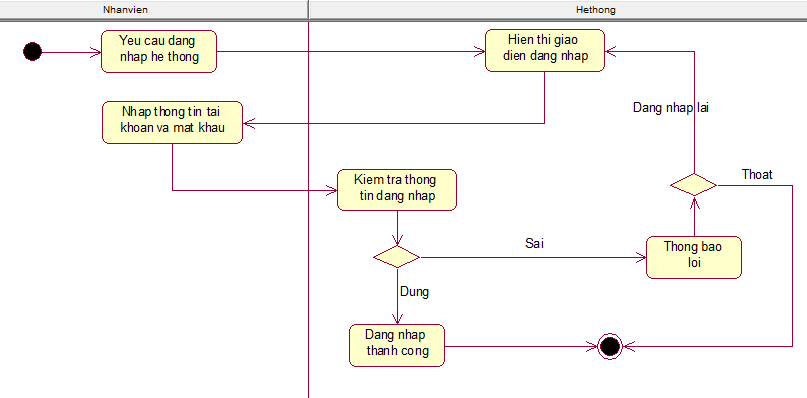 Nhanvien
Hethong
Yeu cau dang
nhap he thong
Hien thi giao
dien dang nhap
Dang nhap lai
Nhap thong tin tai
khoan va mat khau
Kiem tra thong
tin dang nhap
Thoat
Sai
Thong bao
loi
Dung
Dang nhap
thanh cong